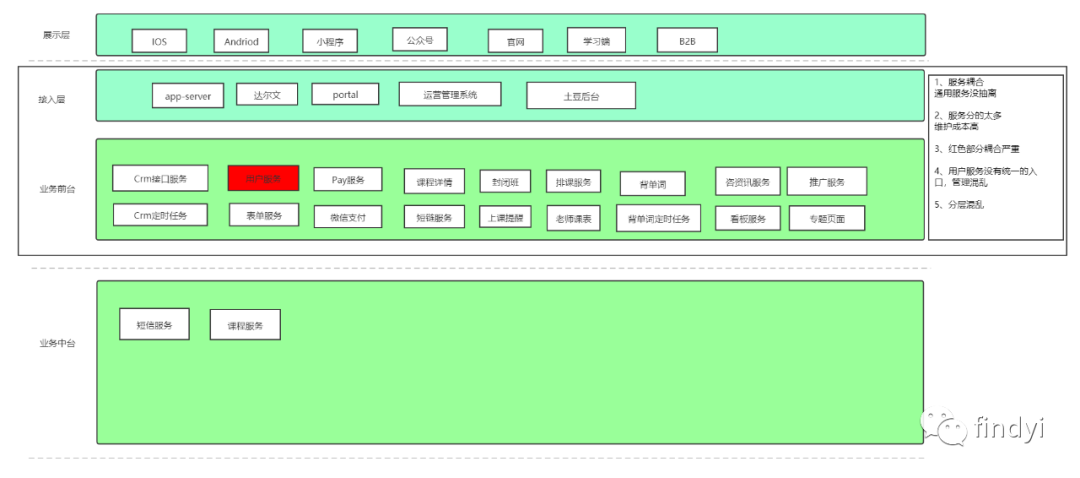 展示层
IOS
Andriod
小程序
公众号
官网
学习端
B2B
接入层
app-server
达尔文
portal
运营管理系统
土豆后台
业务前台
Crm接口服务
用户服务
Pay服务
课程详情
封闭班
排课服务
背单词
咨资讯服务
推广服务
Crm定时任务
表单服务
微信支付
短链服务
上课提醒
老师课表
背单词定时任务
看板服务
专题页面
1、服务耦合
通用服务没抽离
2、服务分的太多
维护成本高
3、红色部分耦合严重
4、用户服务没有统一的入
口，管理混乱
5、分层混乱
业务中台
短信服务
课程服务
findyi